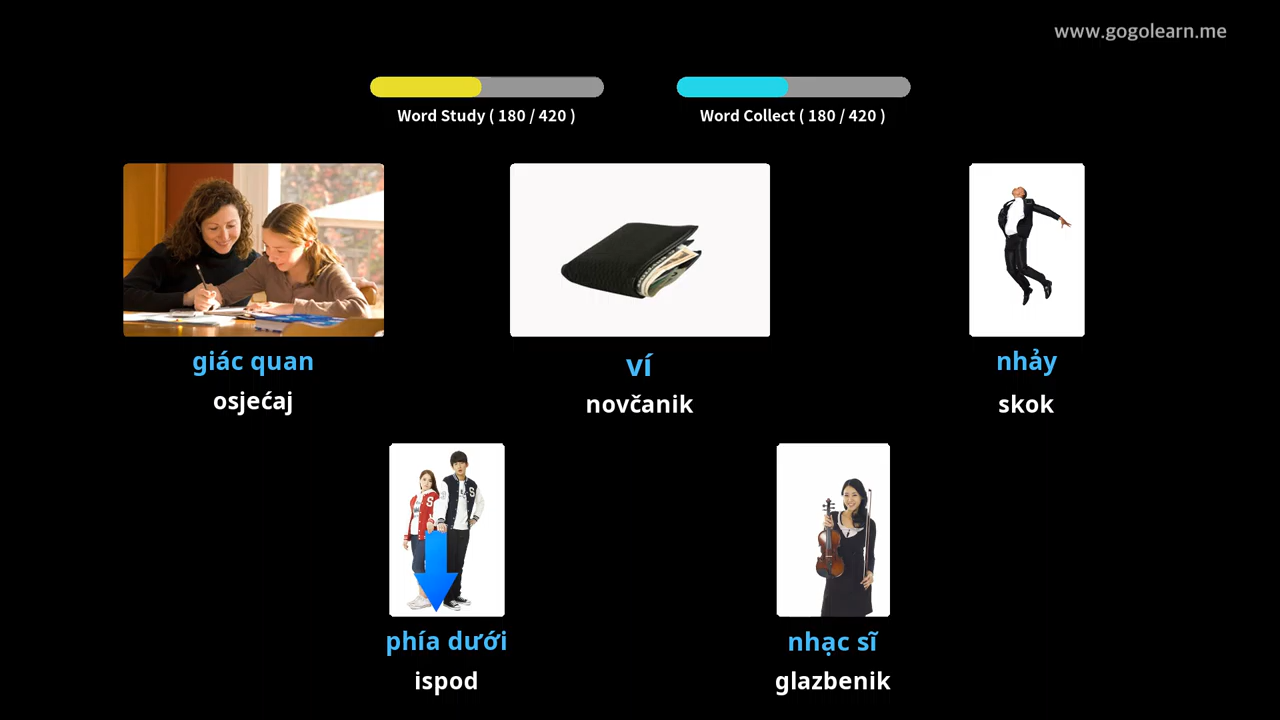 www.gogolearn.me
Word Study ( 180 / 420 )
Word Collect ( 180 / 420 )
giác quan
osjećaj
ví
novčanik
nhảy
skok
phía dưới
ispod
nhạc sĩ
glazbenik